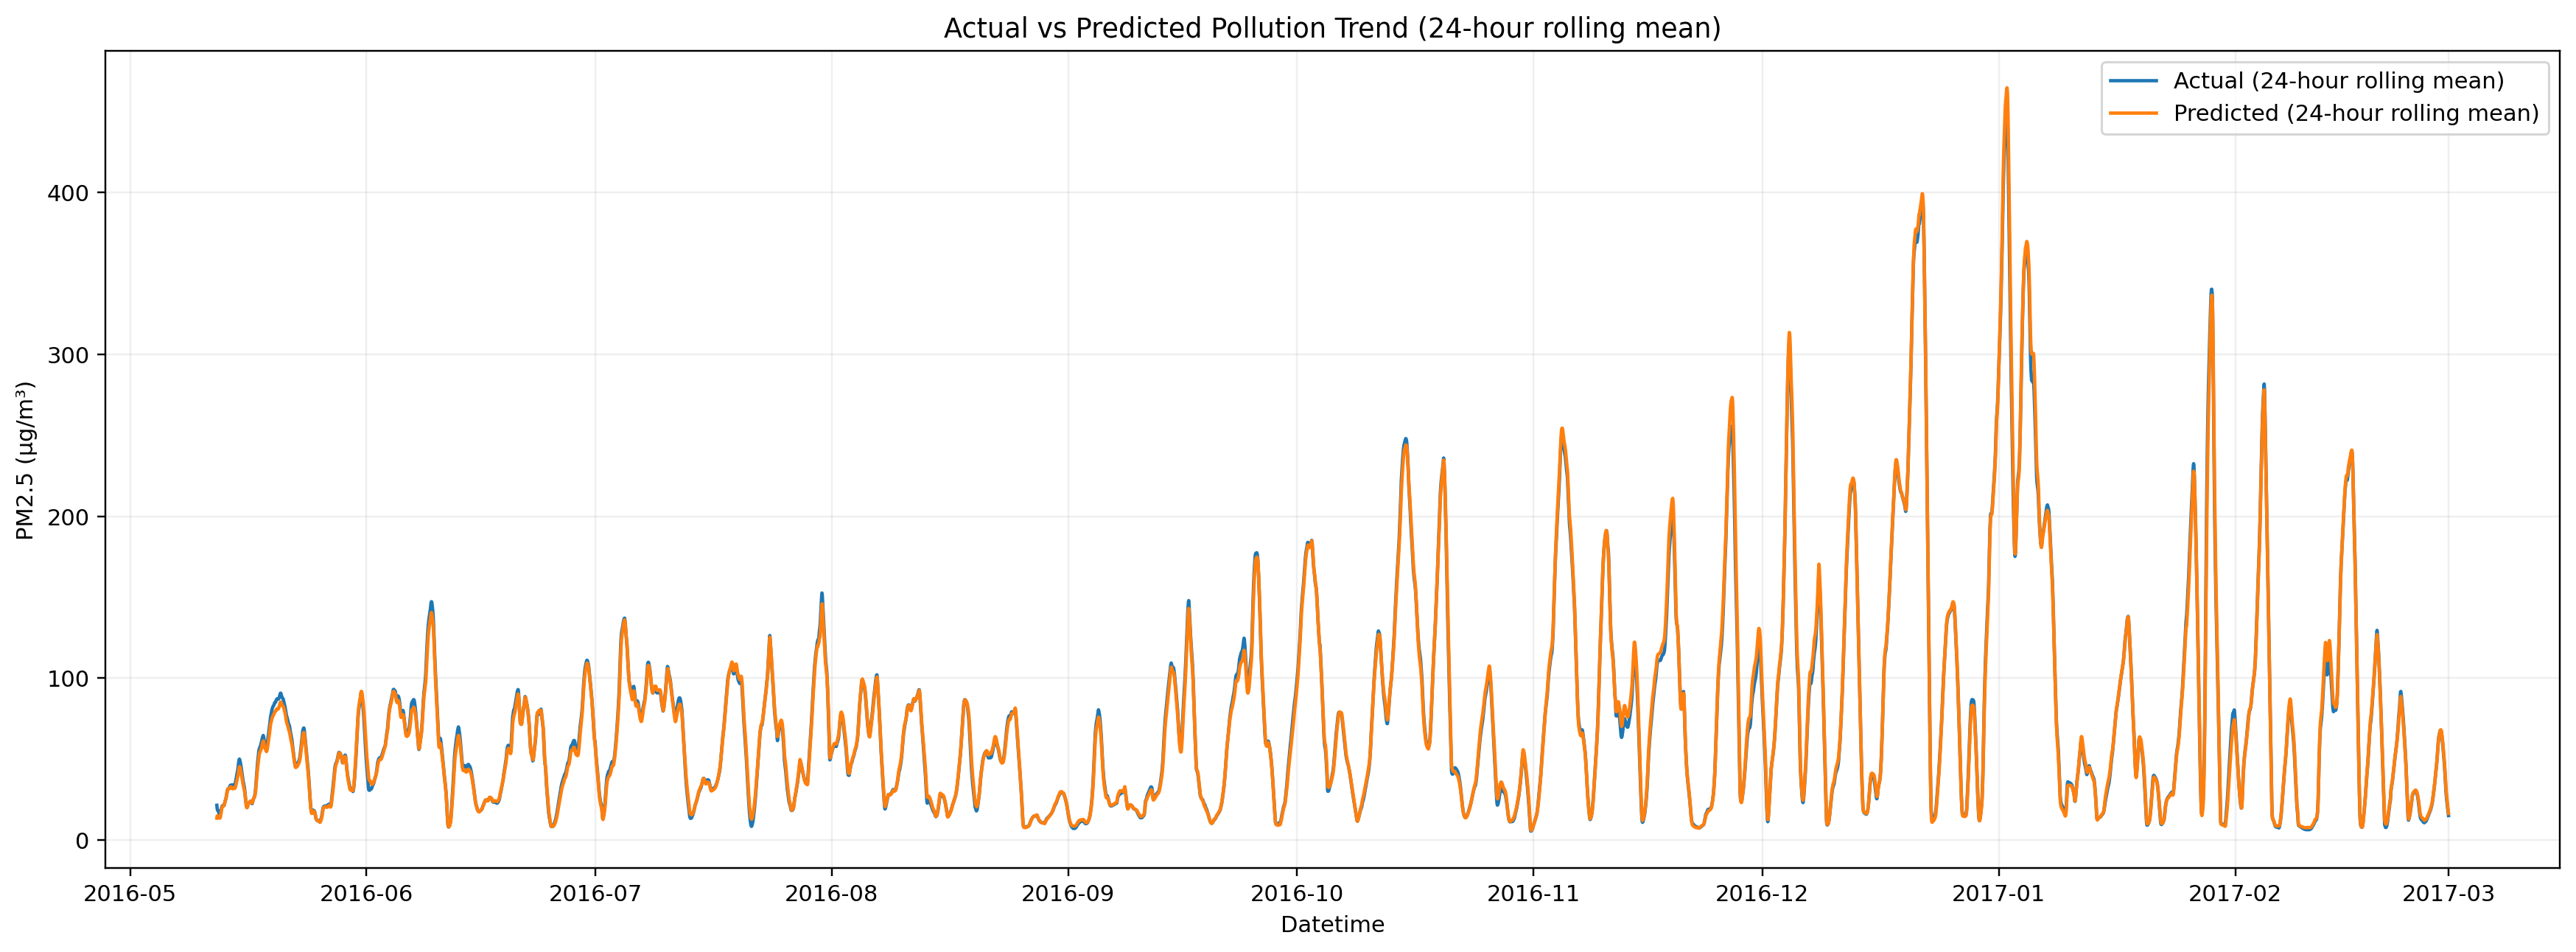 Actual vs Predicted Pollution Trend (24-hour rolling mean)
Actual (24-hour rolling mean)
Predicted (24-hour rolling mean)
PM2.5 (µg/m³)
400
300
200
100
0
2016-05 2016-06 2016-07 2016-08 2016-09 2016-10 2016-11 2016-12 2017-01 2017-02 2017-03
Datetime